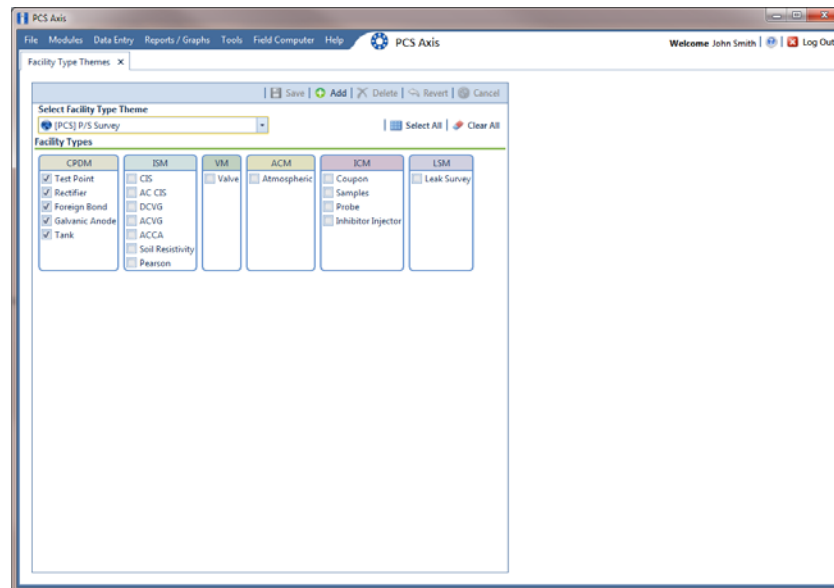 PCS Axis
File Modules Data Entry Reports / Graphs Tools Field Computer Help PCS Axis Welcome John Smith Log Out
Facility Type Themes X
Save Add Delete Revert Cancel
Select Facility Type Theme
[PCS] P/S Survey Select All Clear All
Facility Types
CPDM ISM VM ACM ICM LSM
Test Point CIS Valve Atmospheric Coupon Leak Survey
Rectifier AC CIS Samples
Foreign Bond DCVG Probe
Galvanic Anode ACVG Inhibitor Injector
Tank ACCA
Soil Resistivity
Pearson